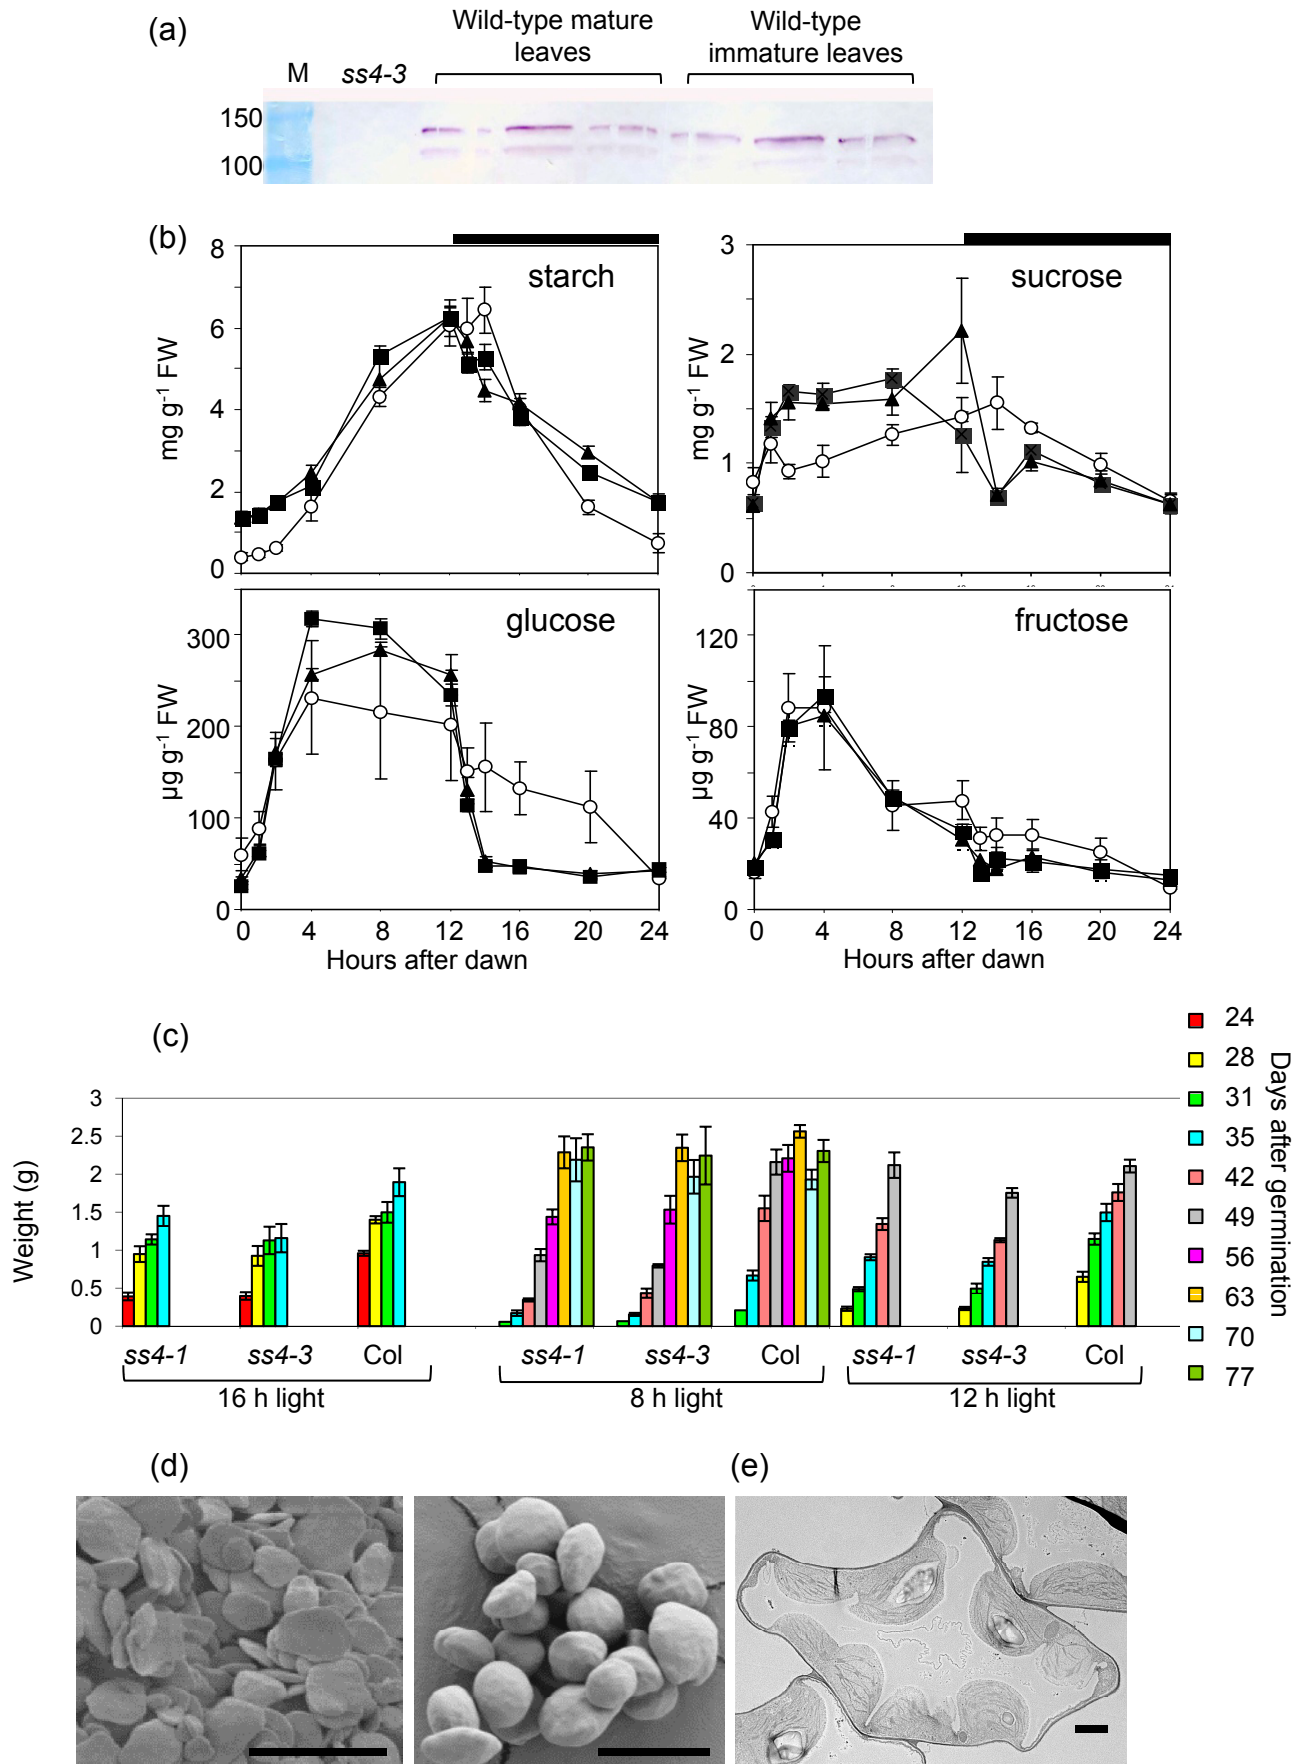 (a)
Wild-type mature
leaves
Wild-type
immature leaves
M
ss4-3
150
100
(b)
8
6
4
2
0
mg g⁻¹ FW
starch
3
2
1
0
mg g⁻¹ FW
sucrose
300
200
100
0
µg g⁻¹ FW
glucose
0 4 8 12 16 20 24
Hours after dawn
120
80
40
0
µg g⁻¹ FW
fructose
0 4 8 12 16 20 24
Hours after dawn
(c)
3
2.5
2
1.5
1
0.5
0
Weight (g)
ss4-1 ss4-3 Col
16 h light
ss4-1 ss4-3 Col
8 h light
ss4-1 ss4-3 Col
12 h light
24
28
31
35
42
49
56
63
70
77
Days after germination
(d)
(e)